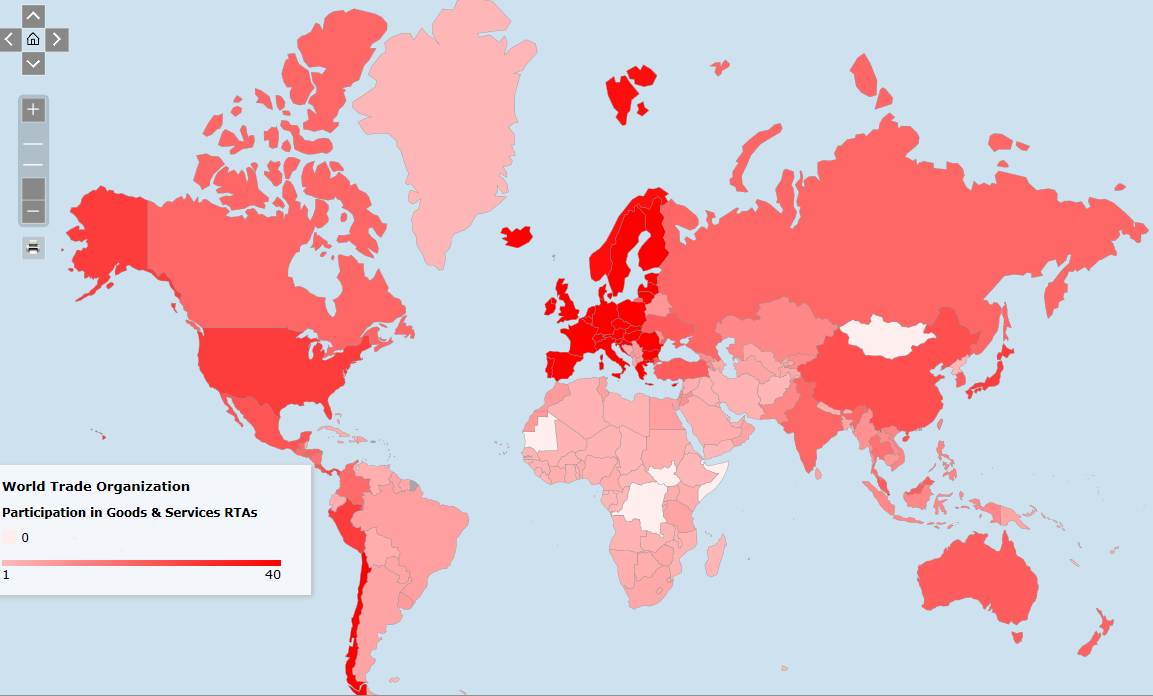 World Trade Organization
Participation in Goods & Services RTAs
0
1 40